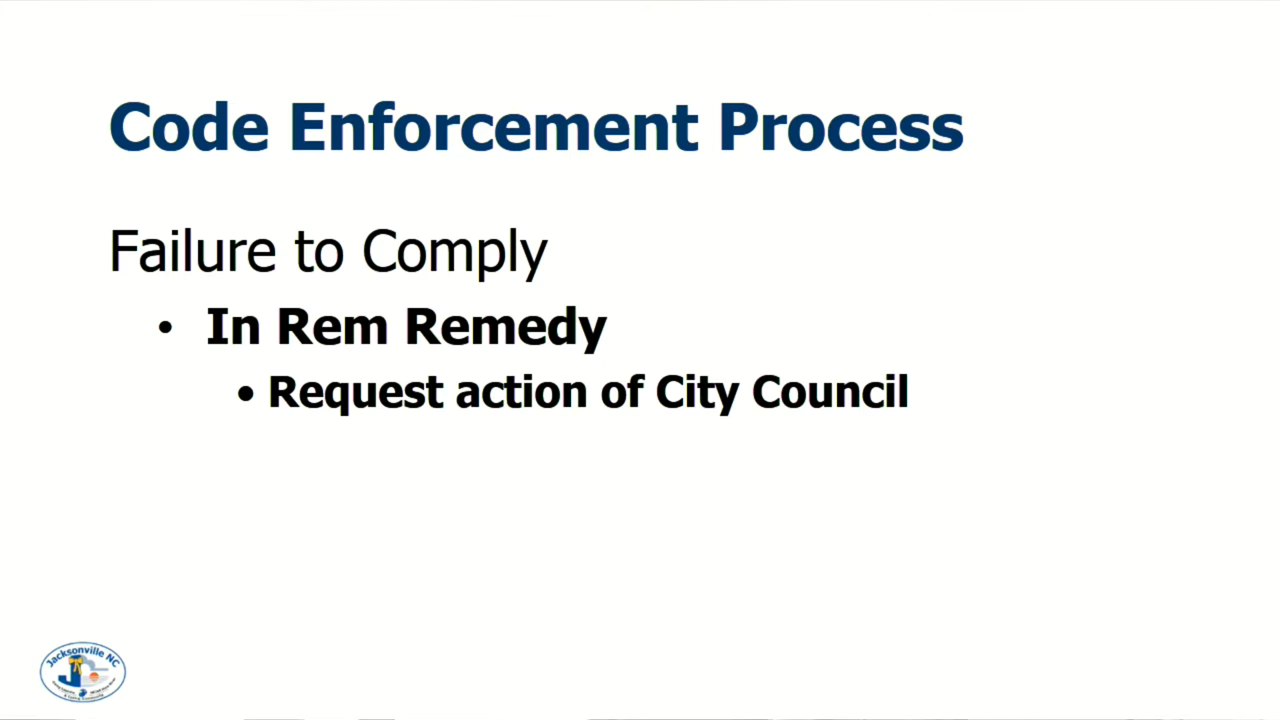 Code Enforcement Process
Failure to Comply
• In Rem Remedy
• Request action of City Council
Jacksonville NC